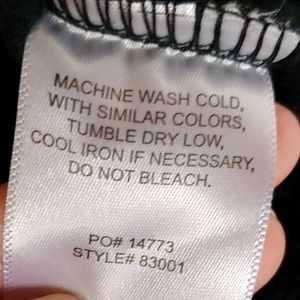 MACHINE WASH COLD,
WITH SIMILAR COLORS,
TUMBLE DRY LOW,
COOL IRON IF NECESSARY,
DO NOT BLEACH.
PO# 14773
STYLE# 83001